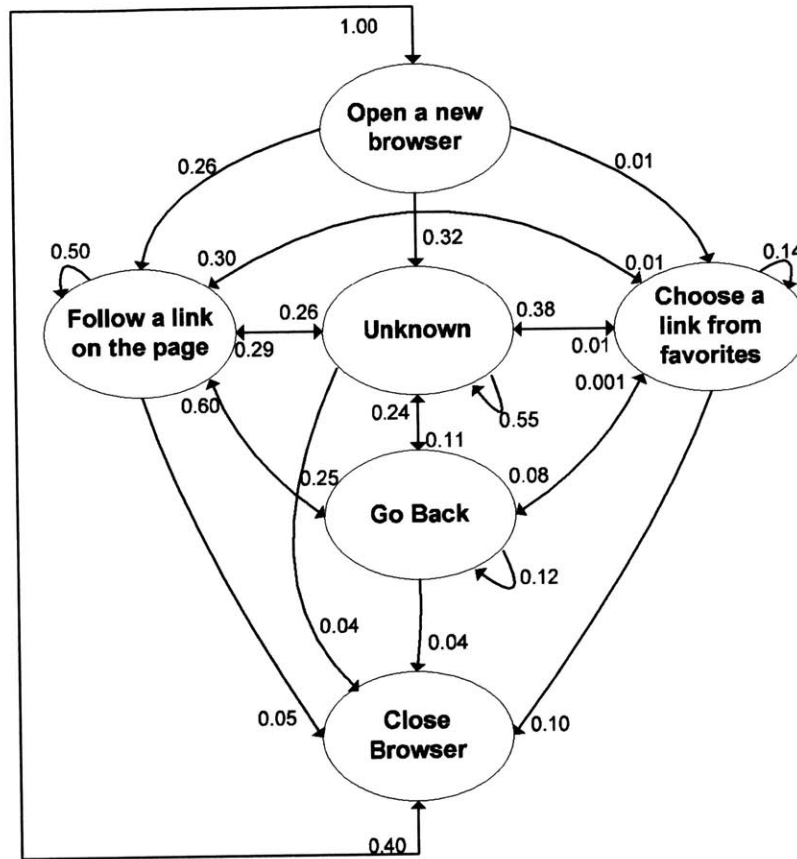 1.00
Open a new
browser
0.26
0.01
0.32
0.50
0.30
0.01
0.14
Follow a link
on the page
0.26
0.29
Unknown
0.38
0.01
Choose a
link from
favorites
0.001
0.60
0.24
0.55
0.11
0.25
0.08
Go Back
0.12
0.04
0.04
0.05
Close
Browser
0.10
0.40